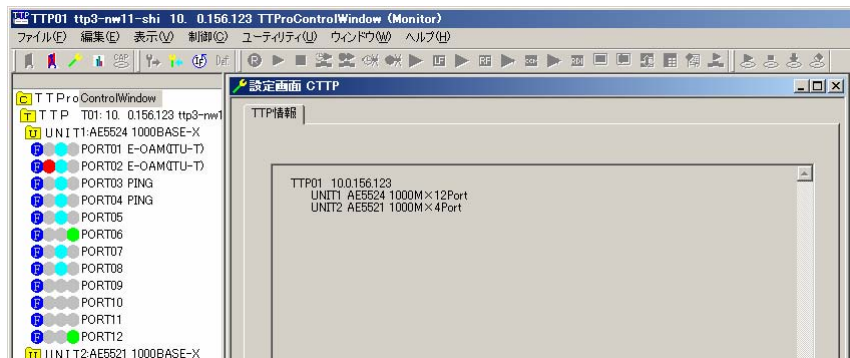 TTP01 ttp3-nw11-shi 10. 0.156.123 TTProControlWindow (Monitor)
ファイル(F) 編集(E) 表示(V) 制御(C) ユーティリティ(U) ウィンドウ(W) ヘルプ(H)
CAP
LF RF
設定画面 CTTP
TTP情報
C TTProControlWindow
T TTP T01: 10. 0.156.123 ttp3-nw1
U UNIT1:AE5524 1000BASE-X
F PORT01 E-OAM(ITU-T)
F PORT02 E-OAM(ITU-T)
F PORT03 PING
F PORT04 PING
F PORT05
F PORT06
F PORT07
F PORT08
F PORT09
F PORT10
F PORT11
F PORT12
U UNIT2:AE5521 1000BASE-X
TTP01 10.0.156.123
UNIT1 AE5524 1000M×12Port
UNIT2 AE5521 1000M×4Port